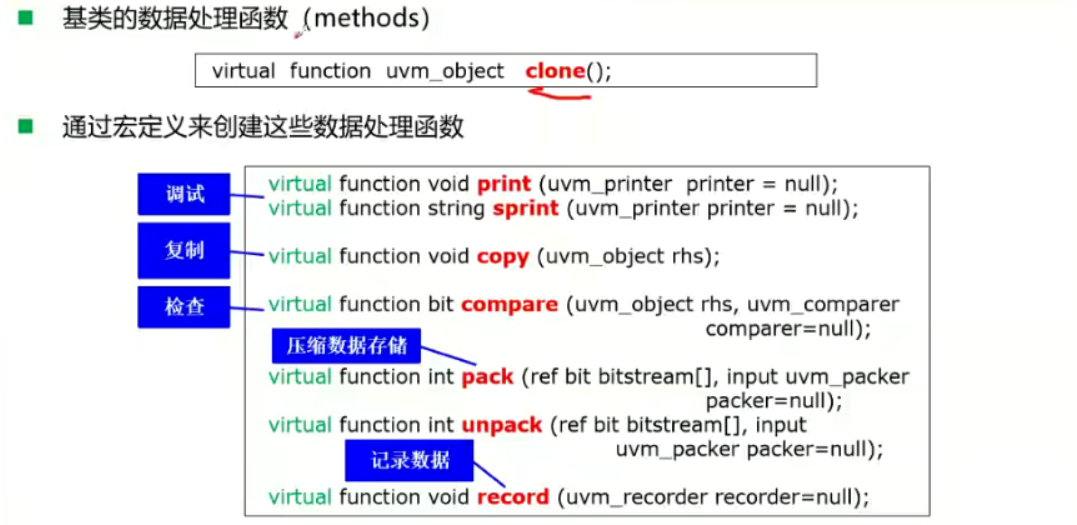 基类的数据处理函数（methods）
virtual function uvm_object clone();
通过宏定义来创建这些数据处理函数
调试
virtual function void print (uvm_printer printer = null);
virtual function string sprint (uvm_printer printer = null);
复制
virtual function void copy (uvm_object rhs);
检查
virtual function bit compare (uvm_object rhs, uvm_comparer
comparer=null);
压缩数据存储
virtual function int pack (ref bit bitstream[], input uvm_packer
packer=null);
virtual function int unpack (ref bit bitstream[], input
uvm_packer packer=null);
记录数据
virtual function void record (uvm_recorder recorder=null);